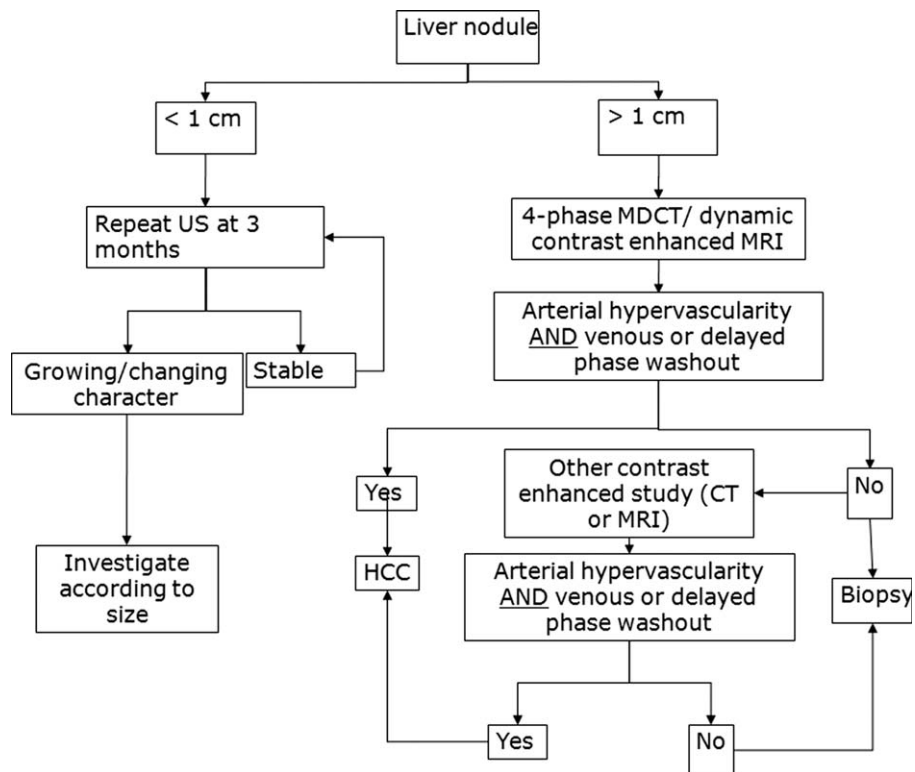 Liver nodule
< 1 cm
> 1 cm
Repeat US at 3
months
4-phase MDCT/ dynamic
contrast enhanced MRI
Arterial hypervascularity
AND venous or delayed
phase washout
Growing/changing
character
Stable
Yes
Other contrast
enhanced study (CT
or MRI)
No
Investigate
according to
size
HCC
Arterial hypervascularity
AND venous or delayed
phase washout
Biopsy
Yes
No